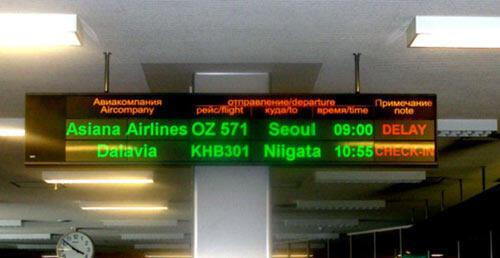 Авиакомпания отправление/departure Примечание
Aircompany рейс/flight куда/to время/time note
Asiana Airlines OZ 571 Seoul 09:00 DELAY
Dalavia KHB301 Niigata 10:55 CHECK-IN